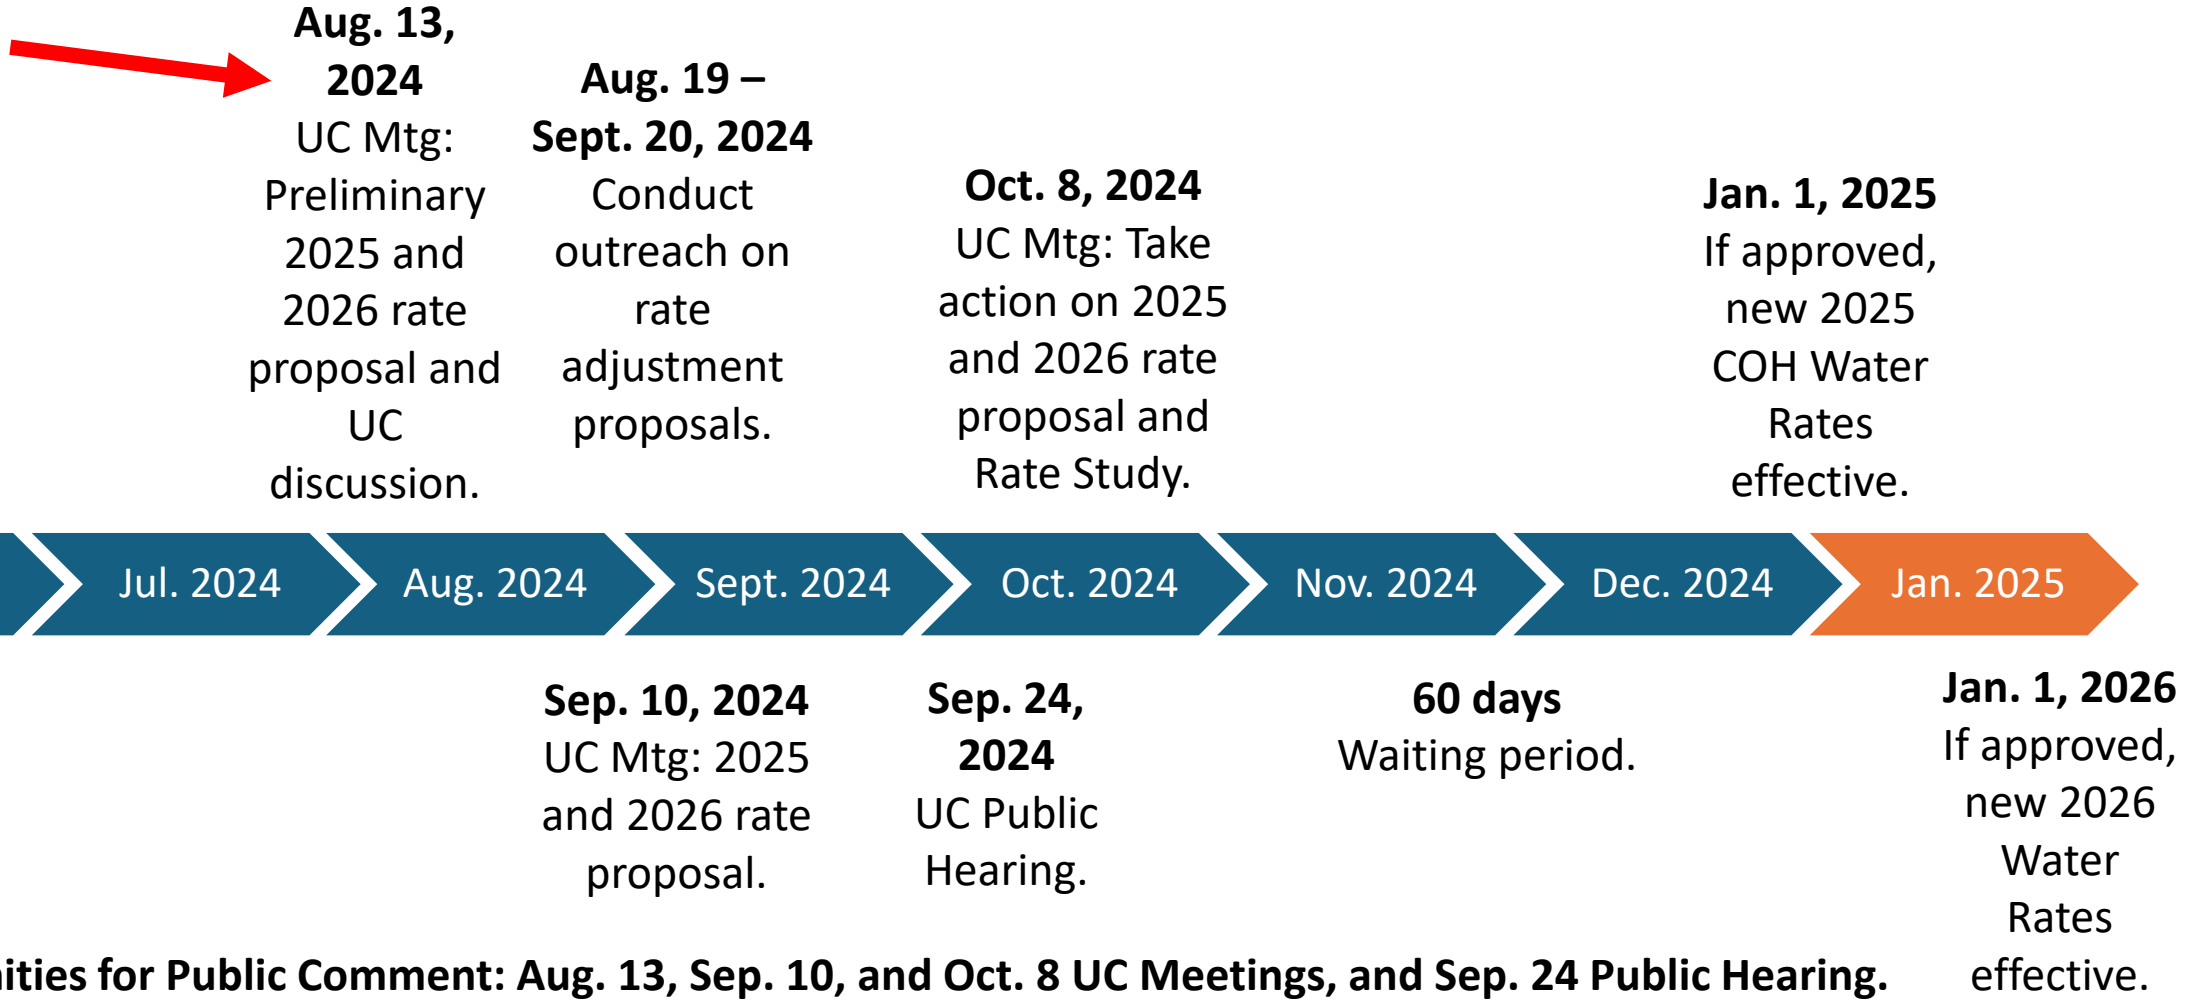 Aug. 13,
2024
UC Mtg:
Preliminary
2025 and
2026 rate
proposal and
UC
discussion.
Aug. 19 –
Sept. 20, 2024
Conduct
outreach on
rate
adjustment
proposals.
Oct. 8, 2024
UC Mtg: Take
action on 2025
and 2026 rate
proposal and
Rate Study.
Jan. 1, 2025
If approved,
new 2025
COH Water
Rates
effective.
Jul. 2024
Aug. 2024
Sept. 2024
Oct. 2024
Nov. 2024
Dec. 2024
Jan. 2025
Sep. 10, 2024
UC Mtg: 2025
and 2026 rate
proposal.
Sep. 24,
2024
UC Public
Hearing.
60 days
Waiting period.
Jan. 1, 2026
If approved,
new 2026
Water
Rates
effective.
for Public Comment: Aug. 13, Sep. 10, and Oct. 8 UC Meetings, and Sep. 24 Public Hearing.